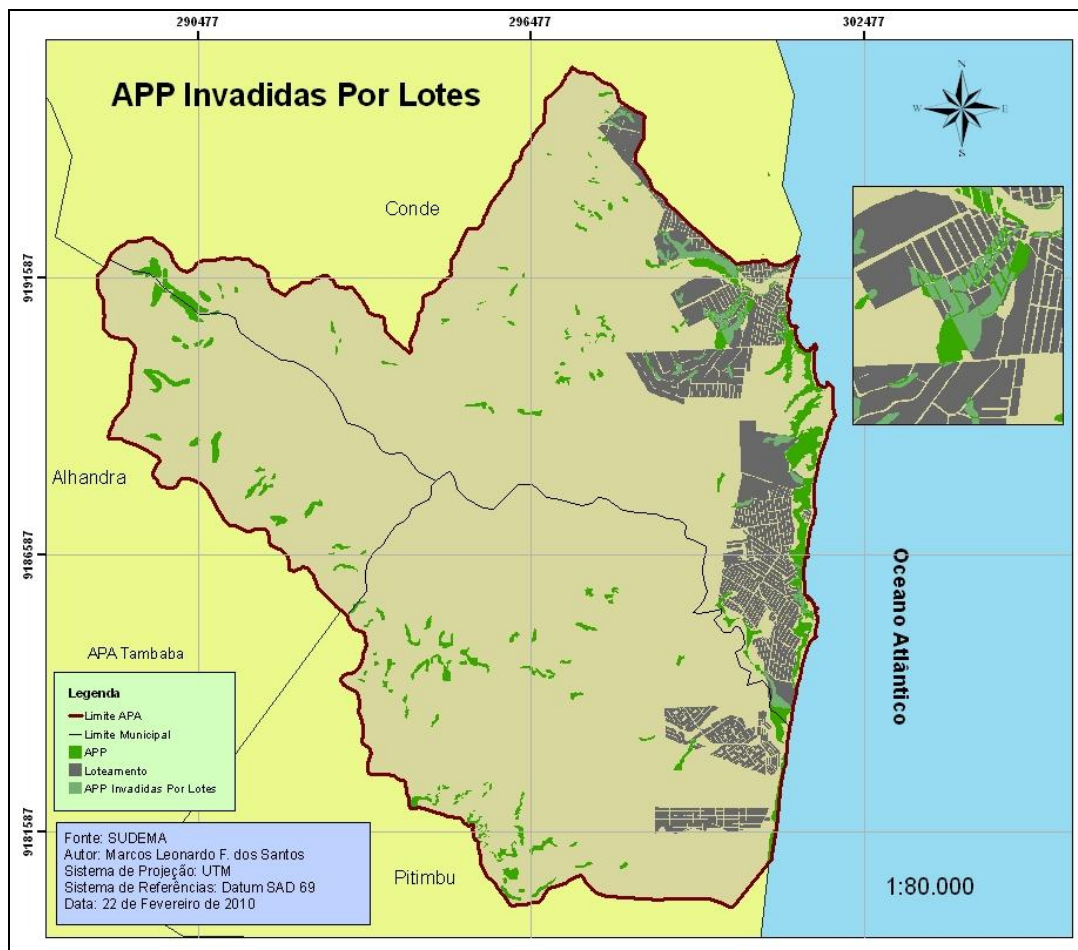 290477
296477
302477
APP Invadidas Por Lotes
N
W E
S
Conde
9191587
Alhandra
9186587
Oceano Atlântico
APA Tambaba
Legenda
Limite APA
Limite Municipal
APP
Loteamento
APP Invadidas Por Lotes
9181587
Fonte: SUDEMA
Autor: Marcos Leonardo F. dos Santos
Sistema de Projeção: UTM
Sistema de Referências: Datum SAD 69
Data: 22 de Fevereiro de 2010
Pitimbu
1:80.000